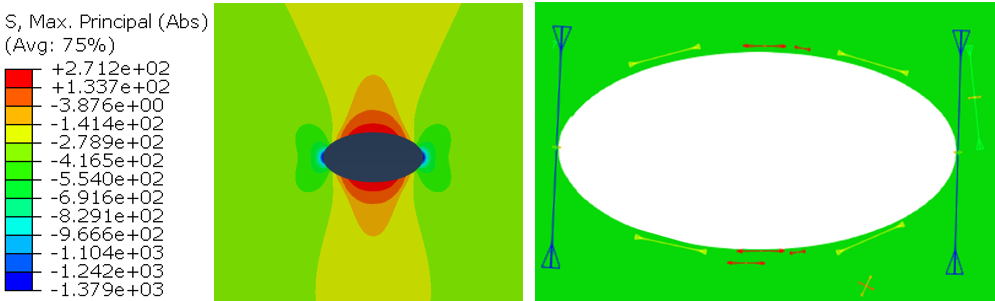 S, Max. Principal (Abs)
(Avg: 75%)
+2.712e+02
+1.337e+02
-3.876e+00
-1.414e+02
-2.789e+02
-4.165e+02
-5.540e+02
-6.916e+02
-8.291e+02
-9.666e+02
-1.104e+03
-1.242e+03
-1.379e+03